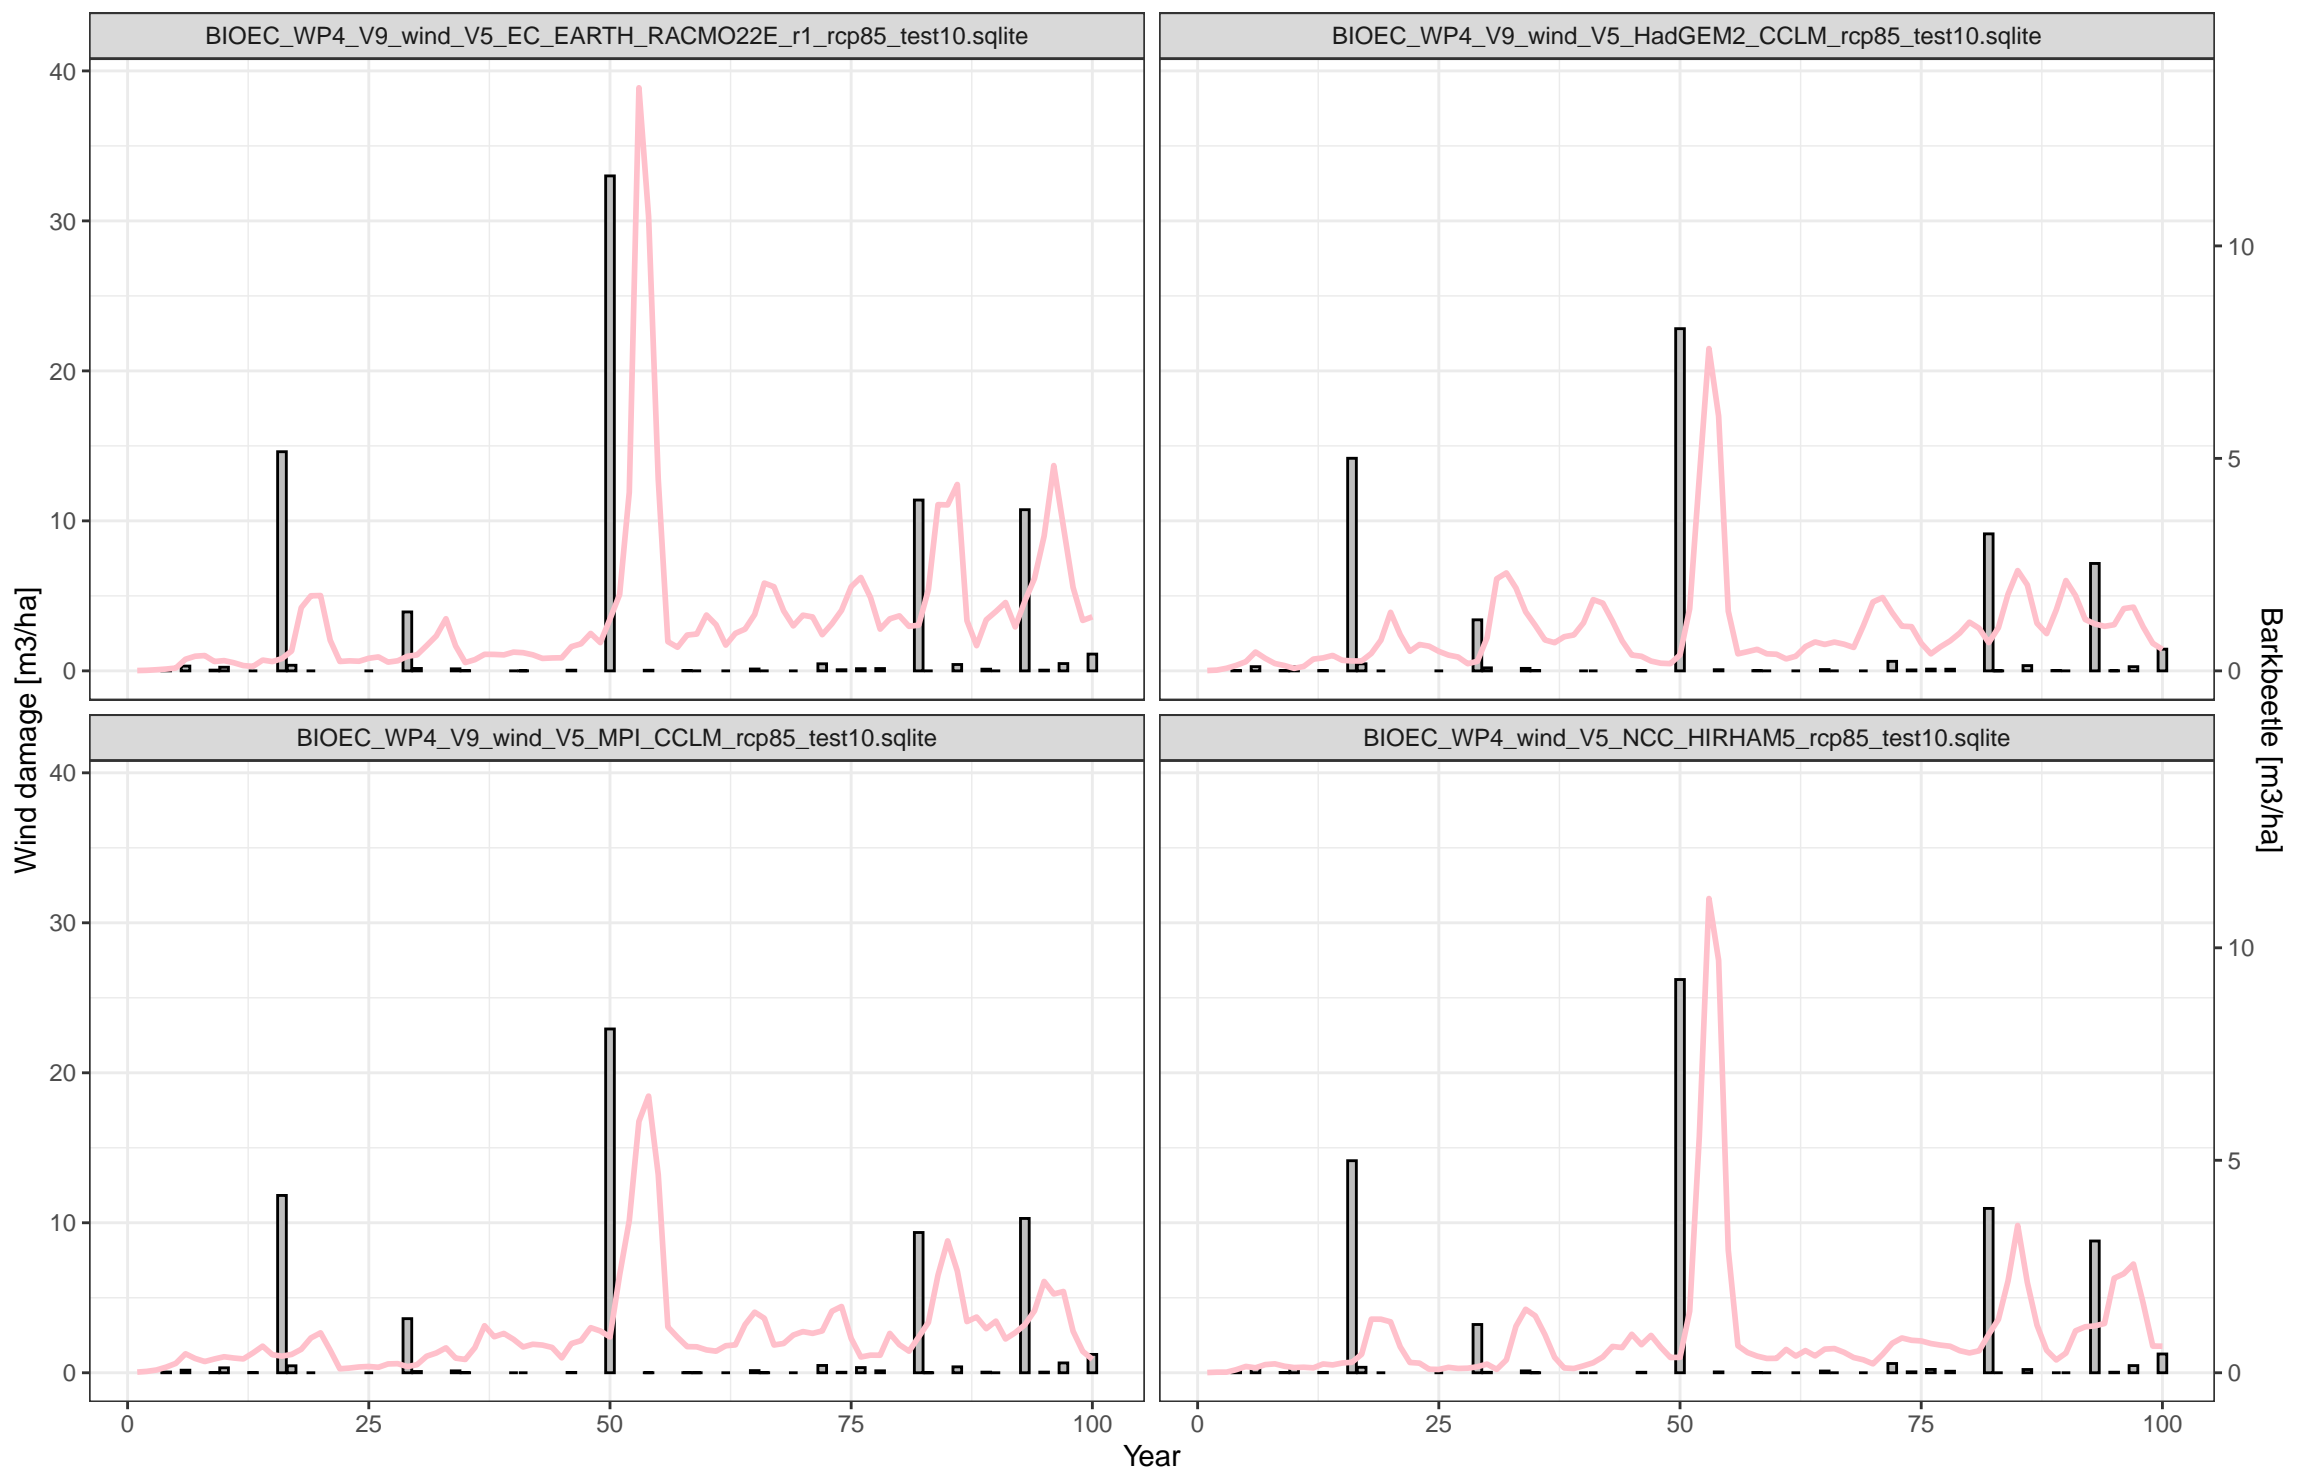 BIOEC_WP4_V9_wind_V5_EC_EARTH_RACMO22E_r1_rcp85_test10.sqlite
BIOEC_WP4_V9_wind_V5_HadGEM2_CCLM_rcp85_test10.sqlite
40
30
20
10
0
10
5
0
BIOEC_WP4_V9_wind_V5_MPI_CCLM_rcp85_test10.sqlite
BIOEC_WP4_wind_V5_NCC_HIRHAM5_rcp85_test10.sqlite
40
30
20
10
0
10
5
0
0 25 50 75 100
0 25 50 75 100
Year
Wind damage [m3/ha]
Barkbeetle [m3/ha]